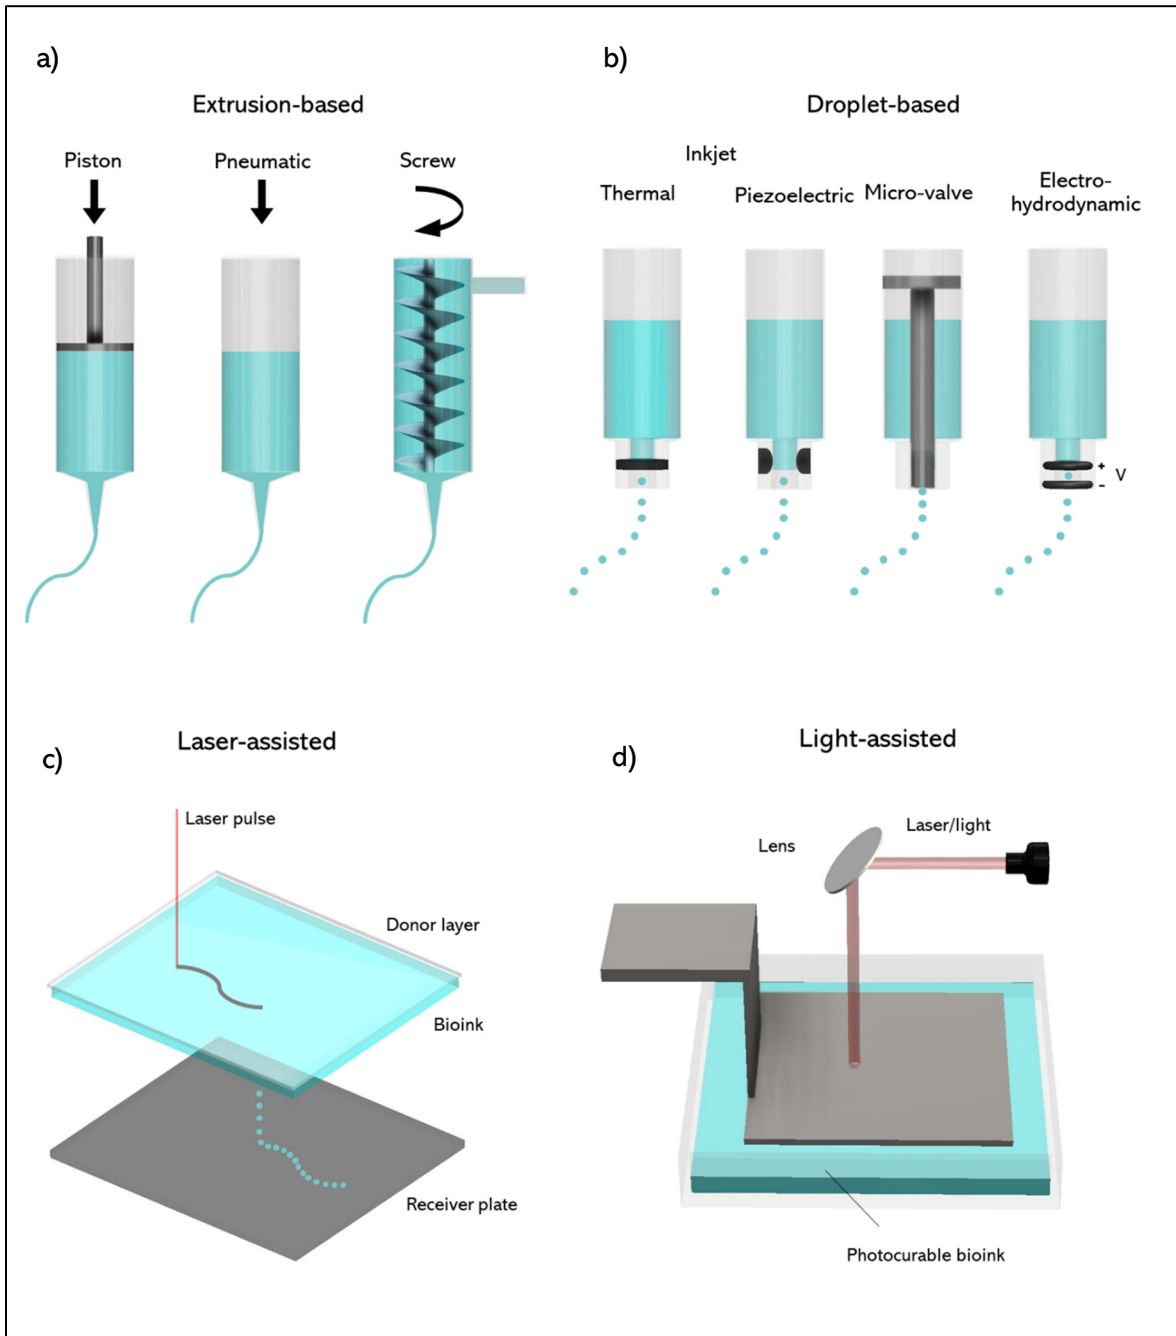 a)
Extrusion-based
Piston
Pneumatic
Screw
b)
Droplet-based
Inkjet
Thermal
Piezoelectric
Micro-valve
Electro-
hydrodynamic
+
V
-
c)
Laser-assisted
Laser pulse
Donor layer
Bioink
Receiver plate
d)
Light-assisted
Laser/light
Lens
Photocurable bioink